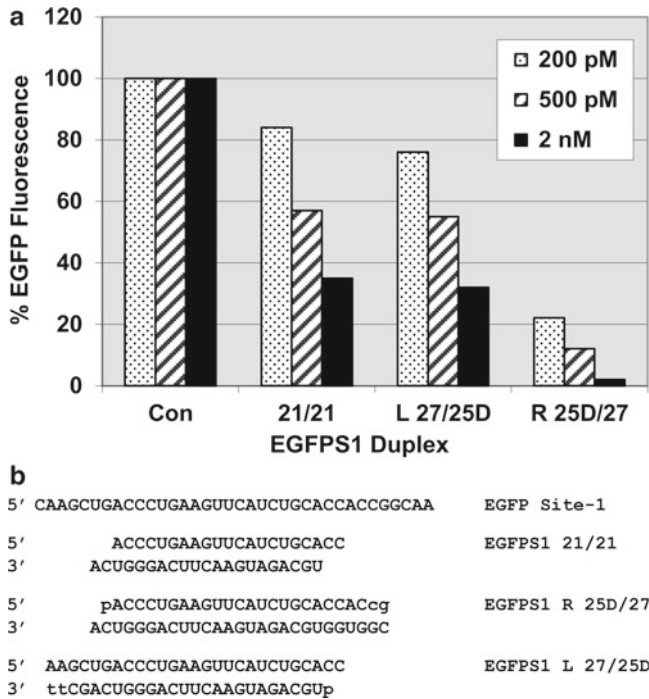 a
200 pM
500 pM
2 nM
% EGFP Fluorescence
120
100
80
60
40
20
0
Con 21/21 L 27/25D R 25D/27
EGFPS1 Duplex
b
5' CAAGCUGACCCUGAAGUUCAUCUGCACCACCGGCAA EGFP Site-1
5' ACCCUGAAGUUCAUCUGCACC EGFPS1 21/21
3' ACUGGGACUUCAAGUAGACGU
5' pACCCUGAAGUUCAUCUGCACCACcg EGFPS1 R 25D/27
3' ACUGGGACUUCAAGUAGACGUGGUGGC
5' AAGCUGACCCUGAAGUUCAUCUGCACC EGFPS1 L 27/25D
3' ttCGACUGGGACUUCAAGUAGACGUp